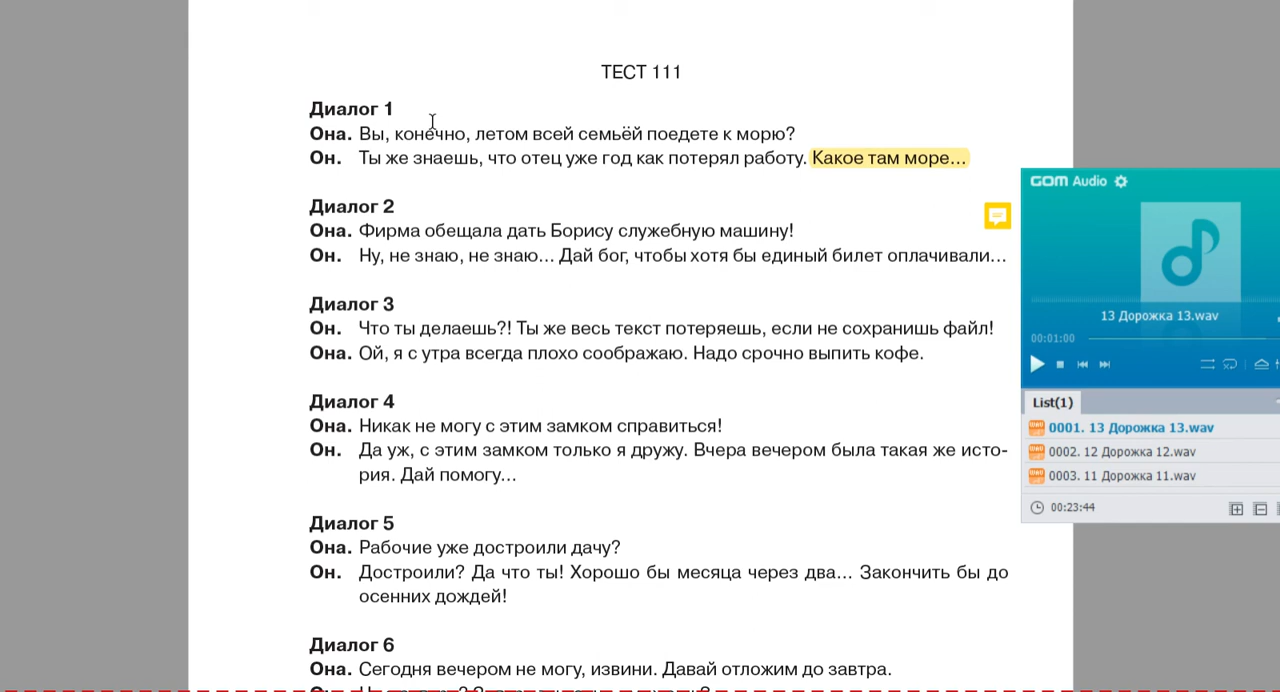 ТЕСТ 111
Диалог 1
Она. Вы, конечно, летом всей семьёй поедете к морю?
Он. Ты же знаешь, что отец уже год как потерял работу. Какое там море...
Диалог 2
Она. Фирма обещала дать Борису служебную машину!
Он. Ну, не знаю, не знаю... Дай бог, чтобы хотя бы единый билет оплачивали...
Диалог 3
Он. Что ты делаешь?! Ты же весь текст потеряешь, если не сохранишь файл!
Она. Ой, я с утра всегда плохо соображаю. Надо срочно выпить кофе.
Диалог 4
Она. Никак не могу с этим замком справиться!
Он. Да уж, с этим замком только я дружу. Вчера вечером была такая же исто-
рия. Дай помогу...
Диалог 5
Она. Рабочие уже достроили дачу?
Он. Достроили? Да что ты! Хорошо бы месяца через два... Закончить бы до
осенних дождей!
Диалог 6
Она. Сегодня вечером не могу, извини. Давай отложим до завтра.
GOM Audio
13 Дорожка 13.wav
00:01:00
List(1)
0001. 13 Дорожка 13.wav
0002. 12 Дорожка 12.wav
0003. 11 Дорожка 11.wav
00:23:44